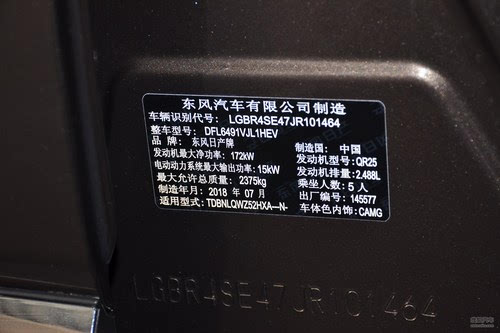 东风汽车有限公司制造
车辆识别代号: LGBR4SE47JR101464
整车型号: DFL6491VJL1HEV
品 牌: 东风日产牌 制造国: 中国
发动机最大净功率: 172kW 发动机型号: QR25
电动动力系统最大输出功率: 15kW 发动机排量: 2.488L
最大允许总质量: 2375kg 乘坐人数: 5 人
制造年月: 2018 年 07 月 出厂编号: 145577
适用型式: TDBNLQWZ52HXA—N- 车体色内饰: CAMG
LGBR4SE47JR101464